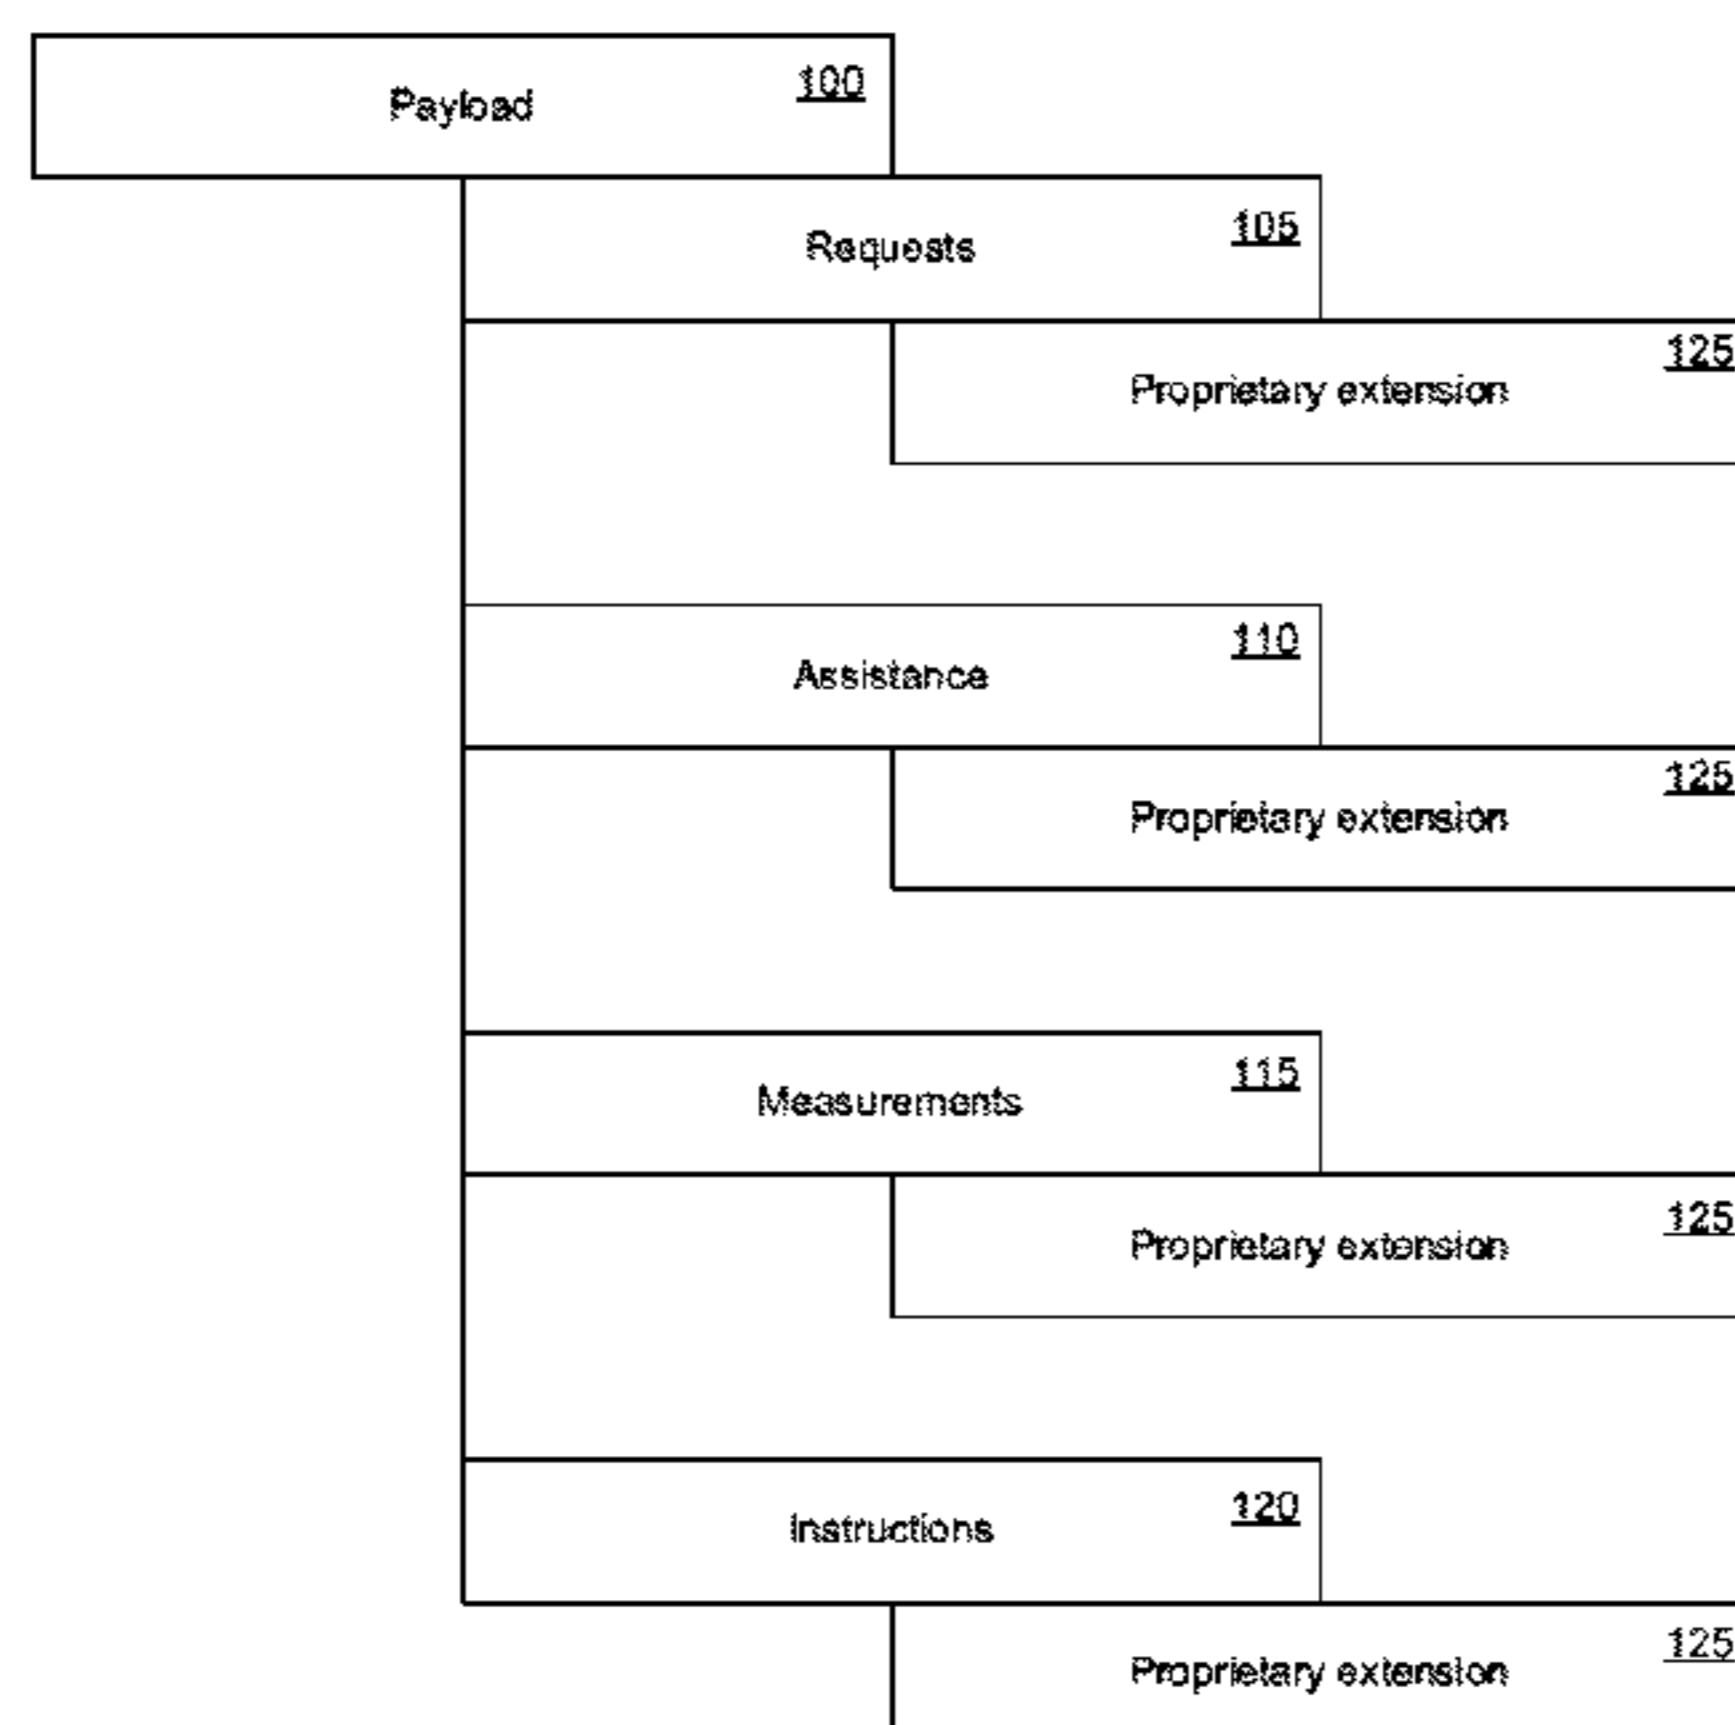 Payload 100
Requests 105
Proprietary extension 125
Assistance 110
Proprietary extension 125
Measurements 115
Proprietary extension 125
Instructions 120
Proprietary extension 125